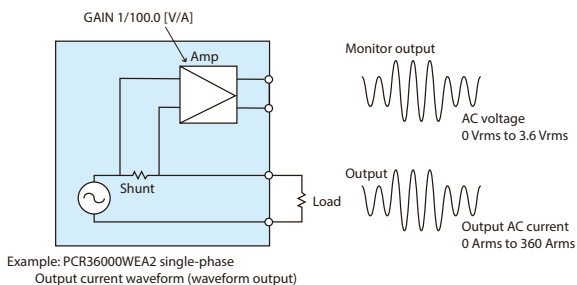 GAIN 1/100.0 [V/A]
Amp
Monitor output
AC voltage
0 Vrms to 3.6 Vrms
Shunt
Load
Output
Output AC current
0 Arms to 360 Arms
Example: PCR36000WEA2 single-phase
Output current waveform (waveform output)